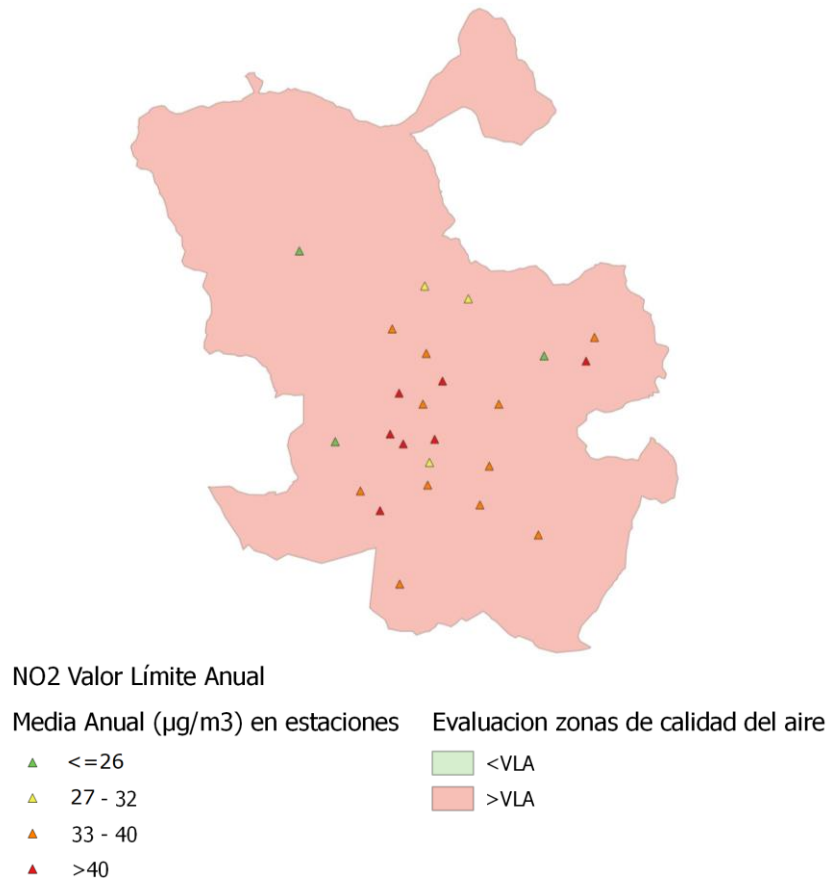 NO2 Valor Límite Anual
Media Anual (µg/m3) en estaciones
<=26
27 - 32
33 - 40
>40
Evaluacion zonas de calidad del aire
<VLA
>VLA